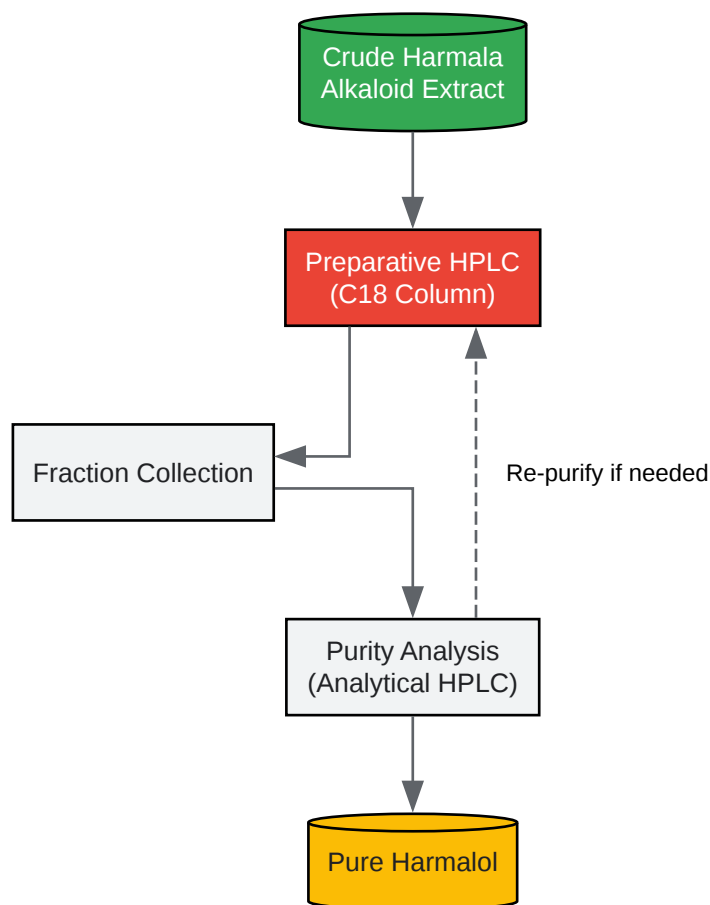 Crude Harmala
Alkaloid Extract
Preparative HPLC
(C18 Column)
Fraction Collection
Re-purify if needed
Purity Analysis
(Analytical HPLC)
Pure Harmalol